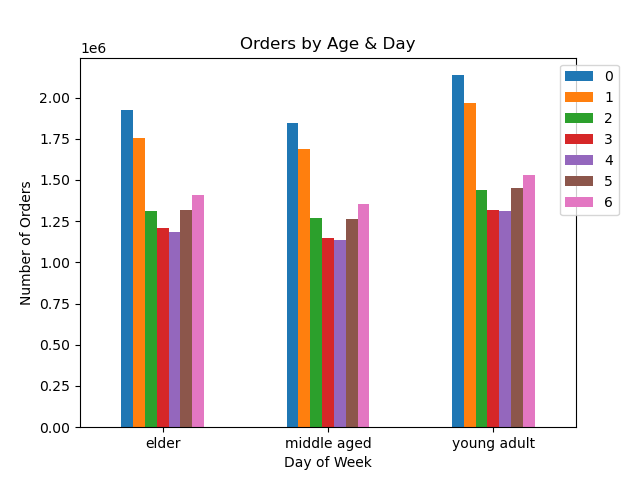 Orders by Age & Day
1e6
2.00
1.75
1.50
1.25
1.00
0.75
0.50
0.25
0.00
Number of Orders
elder
middle aged
young adult
Day of Week
0
1
2
3
4
5
6